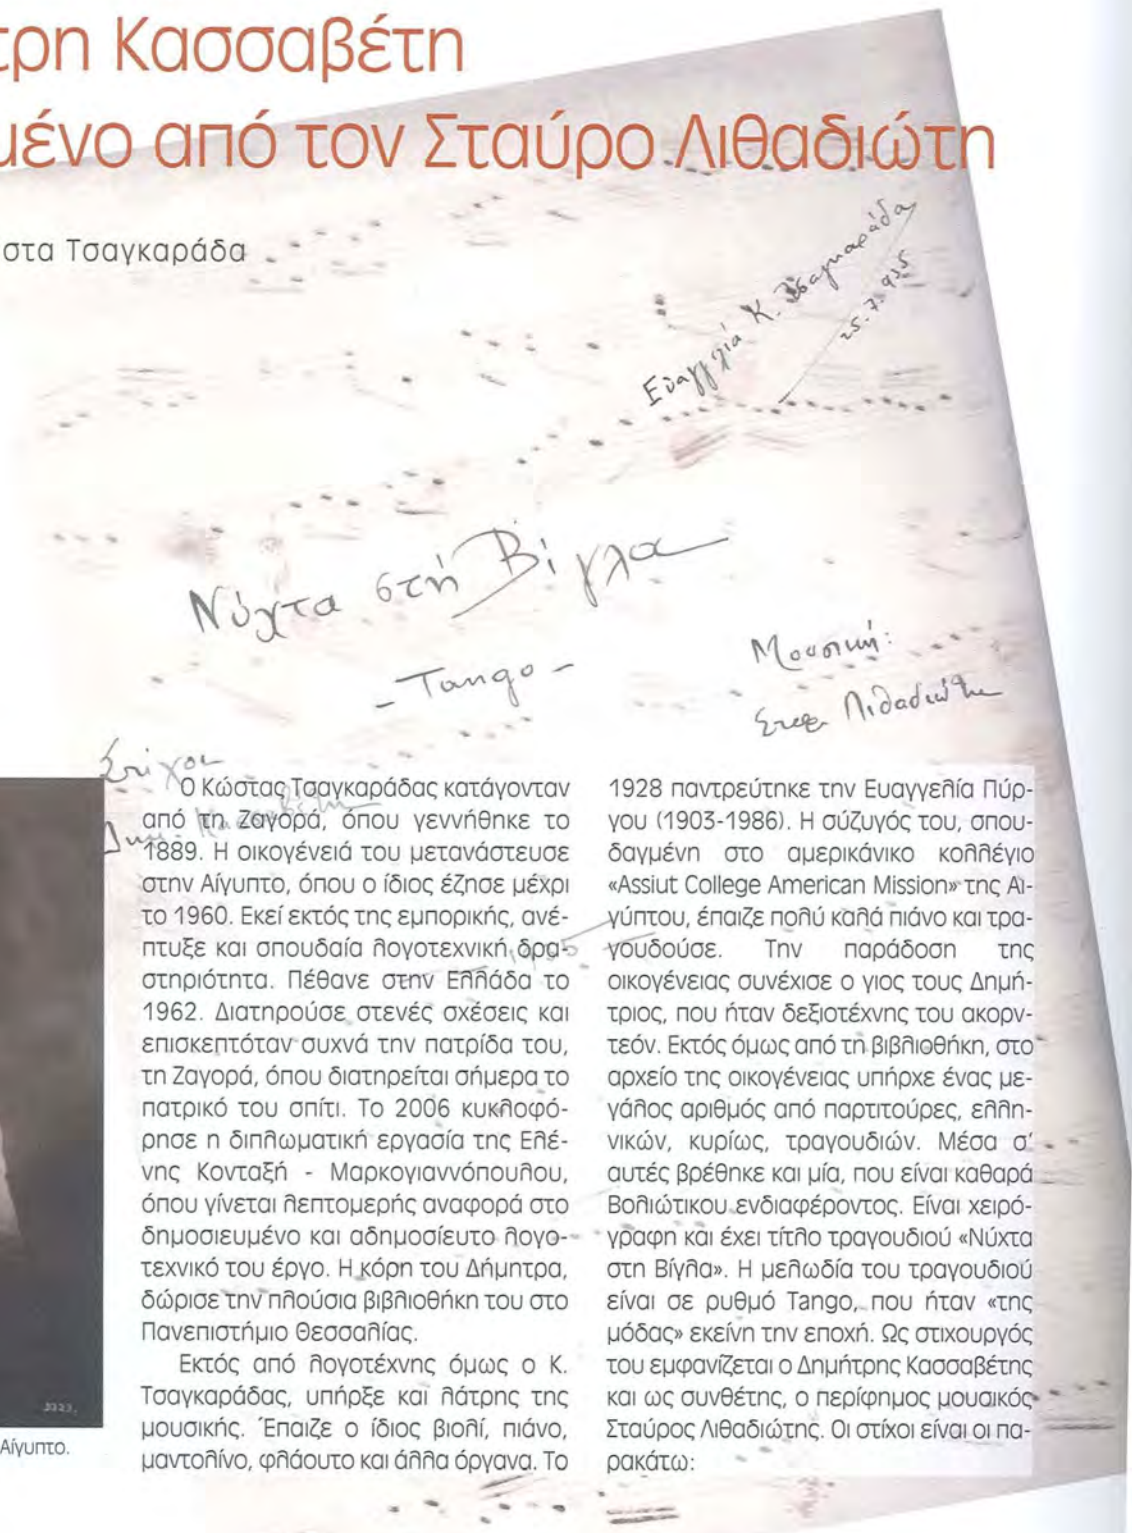 τρη Κασσαβέτη
μένο από τον Σταύρο Λιθαδιώτη
στα Τσαγκαράδα
Εὐαγγλία Κ. Τσαγκαράδα
25.7.935
Νύχτα στὴ Βίγλα
- Tango -
Μουσική:
Σταυρ. Λιθαδιώτη
Στίχοι
Δημ. Κασσαβέτη
1935
Ο Κώστας Τσαγκαράδας κατάγονταν
από τη Ζαγορά, όπου γεννήθηκε το
1889. Η οικογένειά του μετανάστευσε
στην Αίγυπτο, όπου ο ίδιος έζησε μέχρι
το 1960. Εκεί εκτός της εμπορικής, ανέ-
πτυξε και σπουδαία λογοτεχνική δρα-
στηριότητα. Πέθανε στην Ελλάδα το
1962. Διατηρούσε στενές σχέσεις και
επισκεπτόταν συχνά την πατρίδα του,
τη Ζαγορά, όπου διατηρείται σήμερα το
πατρικό του σπίτι. Το 2006 κυκλοφό-
ρησε η διπλωματική εργασία της Ελέ-
νης Κονταξή - Μαρκογιαννόπουλου,
όπου γίνεται λεπτομερής αναφορά στο
δημοσιευμένο και αδημοσίευτο λογο-
τεχνικό του έργο. Η κόρη του Δήμητρα,
δώρισε την πλούσια βιβλιοθήκη του στο
Πανεπιστήμιο Θεσσαλίας.
Εκτός από λογοτέχνης όμως ο Κ.
Τσαγκαράδας, υπήρξε και λάτρης της
μουσικής. Έπαιζε ο ίδιος βιολί, πιάνο,
μαντολίνο, φλάουτο και άλλα όργανα. Το
1928 παντρεύτηκε την Ευαγγελία Πύρ-
γου (1903-1986). Η σύζυγός του, σπου-
δαγμένη στο αμερικάνικο κολλέγιο
«Assiut College American Mission» της Αι-
γύπτου, έπαιζε πολύ καλά πιάνο και τρα-
γουδούσε. Την παράδοση της
οικογένειας συνέχισε ο γιος τους Δημή-
τριος, που ήταν δεξιοτέχνης του ακορν-
τεόν. Εκτός όμως από τη βιβλιοθήκη, στο
αρχείο της οικογένειας υπήρχε ένας με-
γάλος αριθμός από παρτιτούρες, ελλη-
νικών, κυρίως, τραγουδιών. Μέσα σ'
αυτές βρέθηκε και μία, που είναι καθαρά
Βολιώτικου ενδιαφέροντος. Είναι χειρό-
γραφη και έχει τίτλο τραγουδιού «Νύχτα
στη Βίγλα». Η μελωδία του τραγουδιού
είναι σε ρυθμό Tango, που ήταν «της
μόδας» εκείνη την εποχή. Ως στιχουργός
του εμφανίζεται ο Δημήτρης Κασσαβέτης
και ως συνθέτης, ο περίφημος μουσικός
Σταύρος Λιθαδιώτης. Οι στίχοι είναι οι πα-
ρακάτω:
Αίγυπτο.